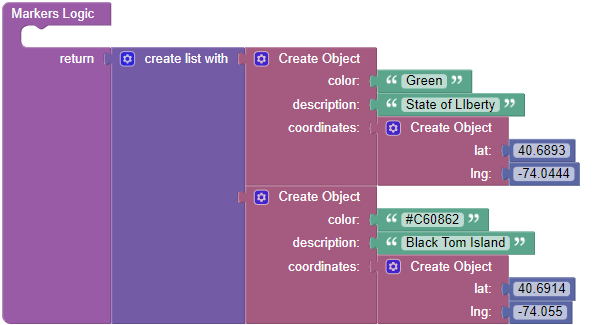 Markers Logic
return create list with Create Object
color: “ Green ”
description: “ State of LIberty ”
coordinates: Create Object
lat: 40.6893
lng: -74.0444
Create Object
color: “ #C60862 ”
description: “ Black Tom Island ”
coordinates: Create Object
lat: 40.6914
lng: -74.055